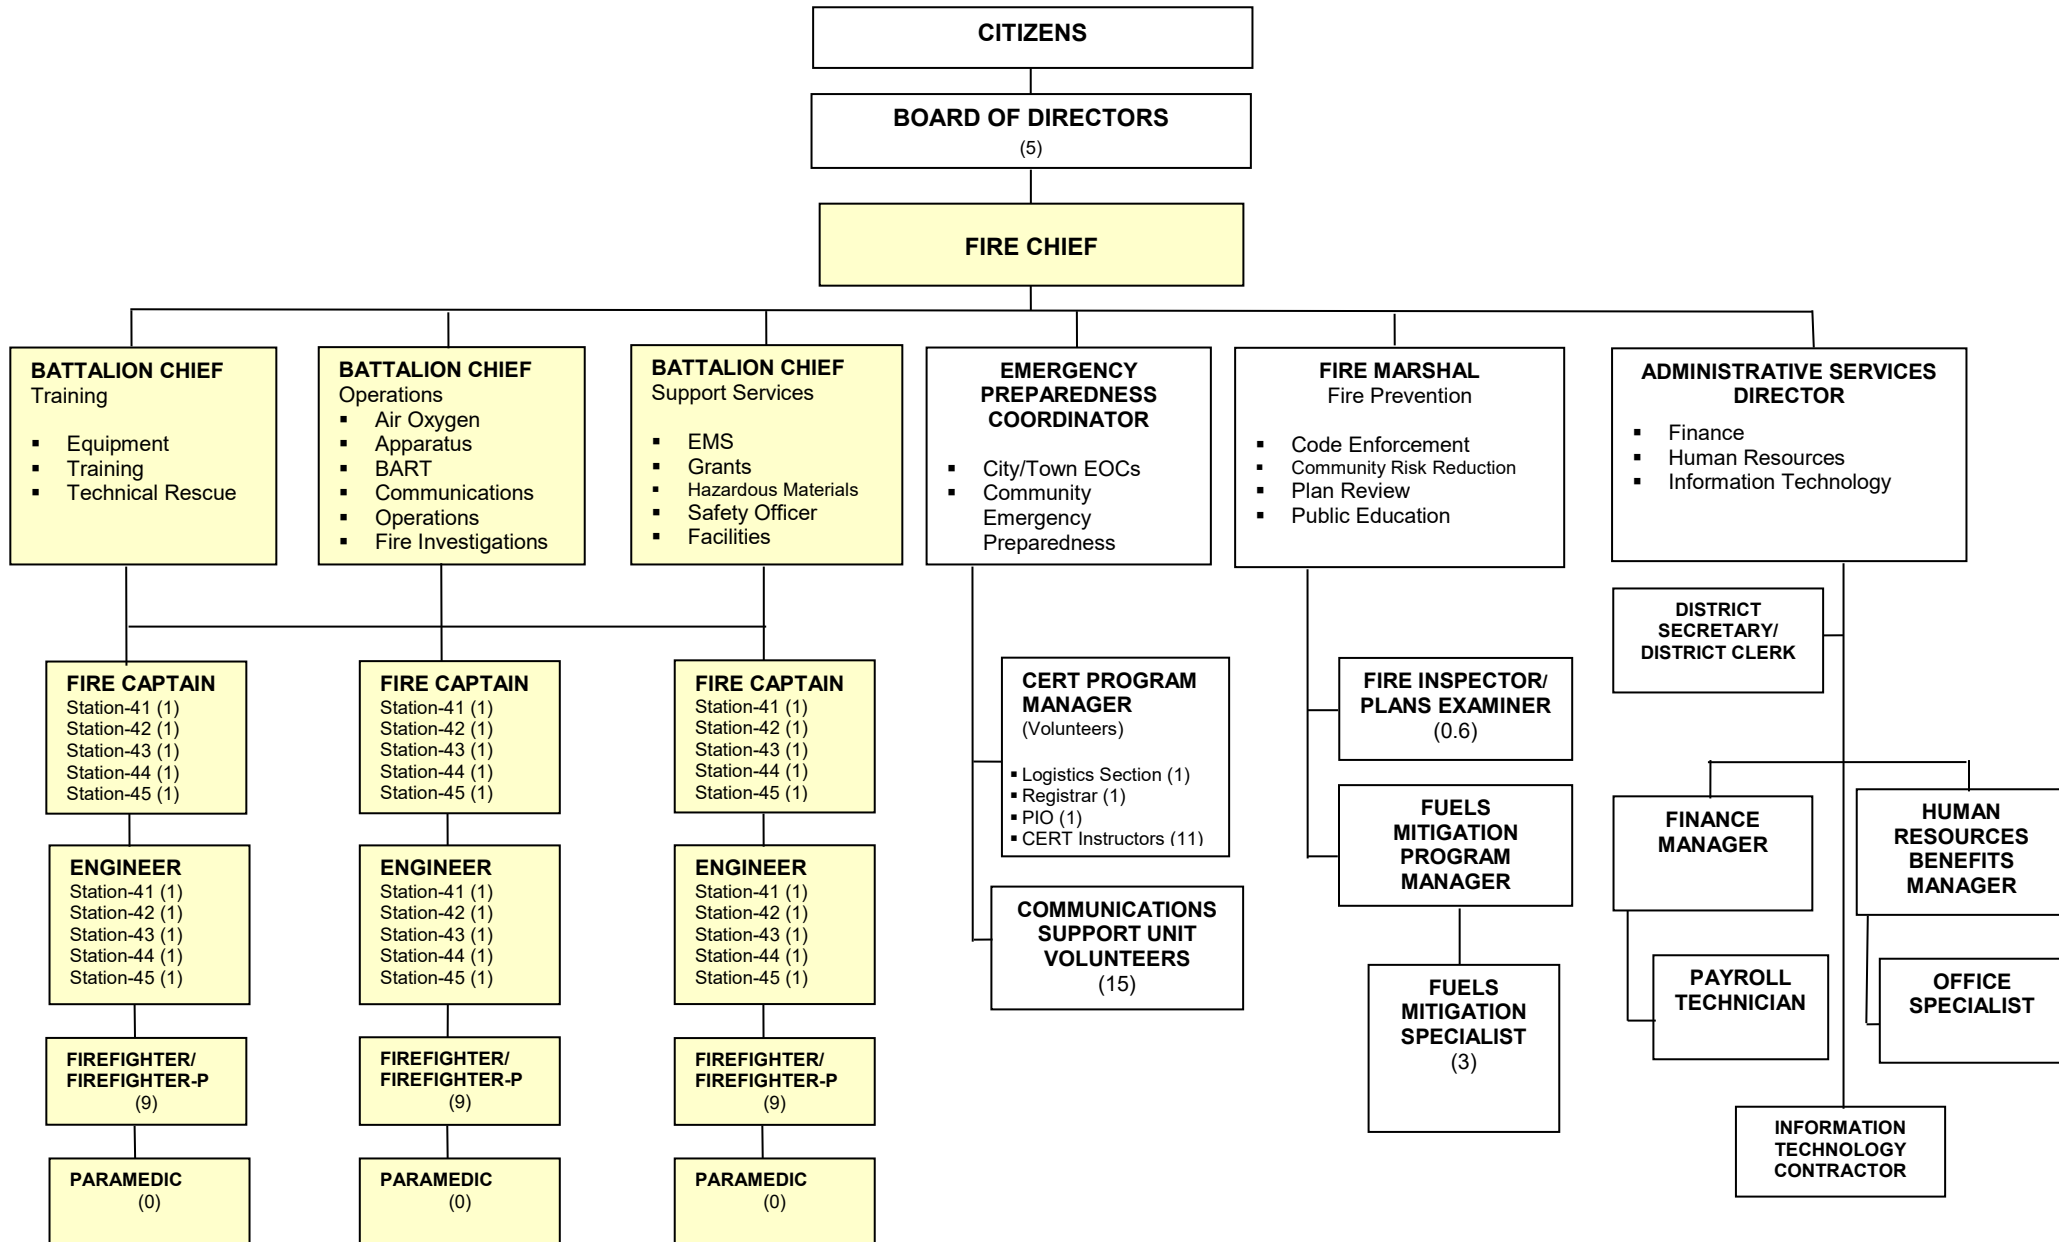 CITIZENS
BOARD OF DIRECTORS
(5)
FIRE CHIEF
BATTALION CHIEF
Training
▪ Equipment
▪ Training
▪ Technical Rescue
BATTALION CHIEF
Operations
▪ Air Oxygen
▪ Apparatus
▪ BART
▪ Communications
▪ Operations
▪ Fire Investigations
BATTALION CHIEF
Support Services
▪ EMS
▪ Grants
▪ Hazardous Materials
▪ Safety Officer
▪ Facilities
EMERGENCY
PREPAREDNESS
COORDINATOR
▪ City/Town EOCs
▪ Community
Emergency
Preparedness
FIRE MARSHAL
Fire Prevention
▪ Code Enforcement
▪ Community Risk Reduction
▪ Plan Review
▪ Public Education
ADMINISTRATIVE SERVICES
DIRECTOR
▪ Finance
▪ Human Resources
▪ Information Technology
FIRE CAPTAIN
Station-41 (1)
Station-42 (1)
Station-43 (1)
Station-44 (1)
Station-45 (1)
FIRE CAPTAIN
Station-41 (1)
Station-42 (1)
Station-43 (1)
Station-44 (1)
Station-45 (1)
FIRE CAPTAIN
Station-41 (1)
Station-42 (1)
Station-43 (1)
Station-44 (1)
Station-45 (1)
ENGINEER
Station-41 (1)
Station-42 (1)
Station-43 (1)
Station-44 (1)
Station-45 (1)
ENGINEER
Station-41 (1)
Station-42 (1)
Station-43 (1)
Station-44 (1)
Station-45 (1)
ENGINEER
Station-41 (1)
Station-42 (1)
Station-43 (1)
Station-44 (1)
Station-45 (1)
FIREFIGHTER/
FIREFIGHTER-P
(9)
FIREFIGHTER/
FIREFIGHTER-P
(9)
FIREFIGHTER/
FIREFIGHTER-P
(9)
PARAMEDIC
(0)
PARAMEDIC
(0)
PARAMEDIC
(0)
CERT PROGRAM
MANAGER
(Volunteers)
▪ Logistics Section (1)
▪ Registrar (1)
▪ PIO (1)
▪ CERT Instructors (11)
COMMUNICATIONS
SUPPORT UNIT
VOLUNTEERS
(15)
FIRE INSPECTOR/
PLANS EXAMINER
(0.6)
FUELS
MITIGATION
PROGRAM
MANAGER
FUELS
MITIGATION
SPECIALIST
(3)
DISTRICT
SECRETARY/
DISTRICT CLERK
FINANCE
MANAGER
HUMAN
RESOURCES
BENEFITS
MANAGER
PAYROLL
TECHNICIAN
OFFICE
SPECIALIST
INFORMATION
TECHNOLOGY
CONTRACTOR